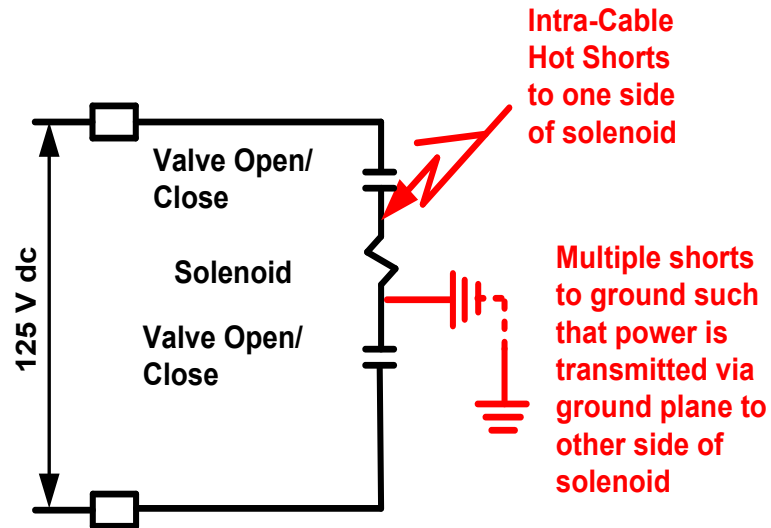 Intra-Cable
Hot Shorts
to one side
of solenoid
Valve Open/
Close
125 V dc
Solenoid
Valve Open/
Close
Multiple shorts
to ground such
that power is
transmitted via
ground plane to
other side of
solenoid